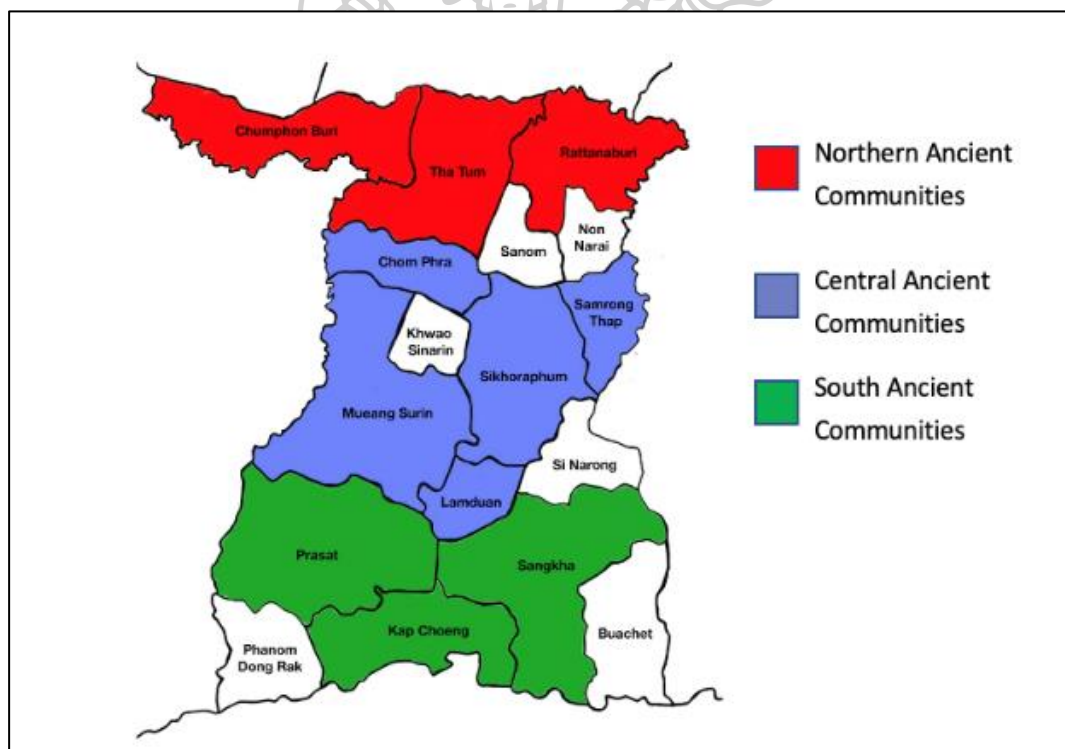 Chumphon Buri
Tha Tum
Rattanaburi
Sanom
Non
Narai
Chom Phra
Samrong
Thap
Khwao
Sinarin
Sikhoraphum
Mueang Surin
Si Narong
Lamduan
Prasat
Sangkha
Kap Choeng
Buachet
Phanom
Dong Rak
Northern Ancient
Communities
Central Ancient
Communities
South Ancient
Communities